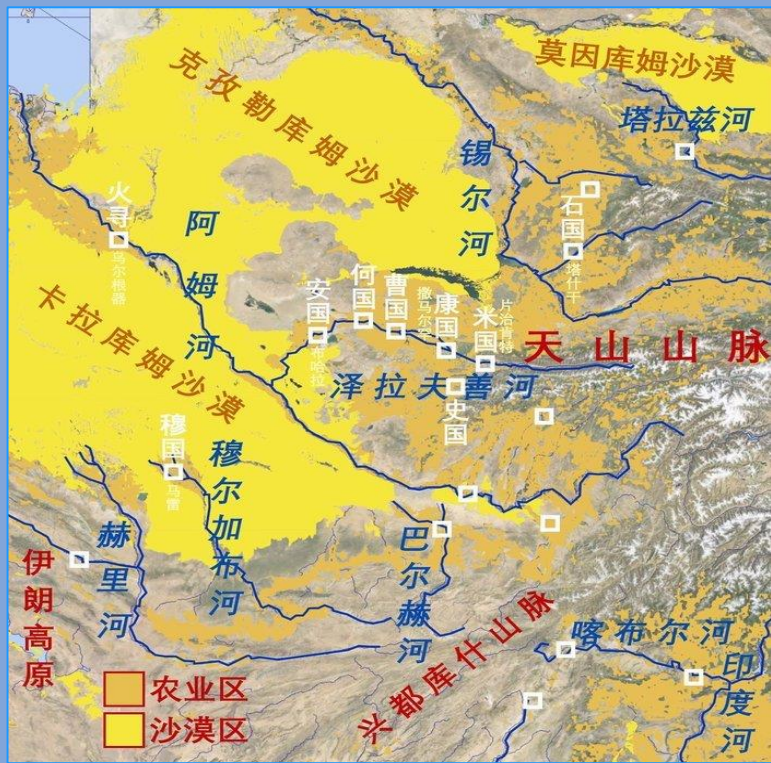 克孜勒库姆沙漠
莫因库姆沙漠
塔拉兹河
锡尔河
石国
塔什干
火寻
乌尔根器
阿姆河
安国
布哈拉
何国
曹国
撒马尔罕
康国
米国
片治肯特
天山山脉
卡拉库姆沙漠
泽拉夫善河
史国
穆国
马雷
穆尔加布河
赫里河
巴尔赫河
伊朗高原
兴都库什山脉
喀布尔河
印度河
农业区
沙漠区